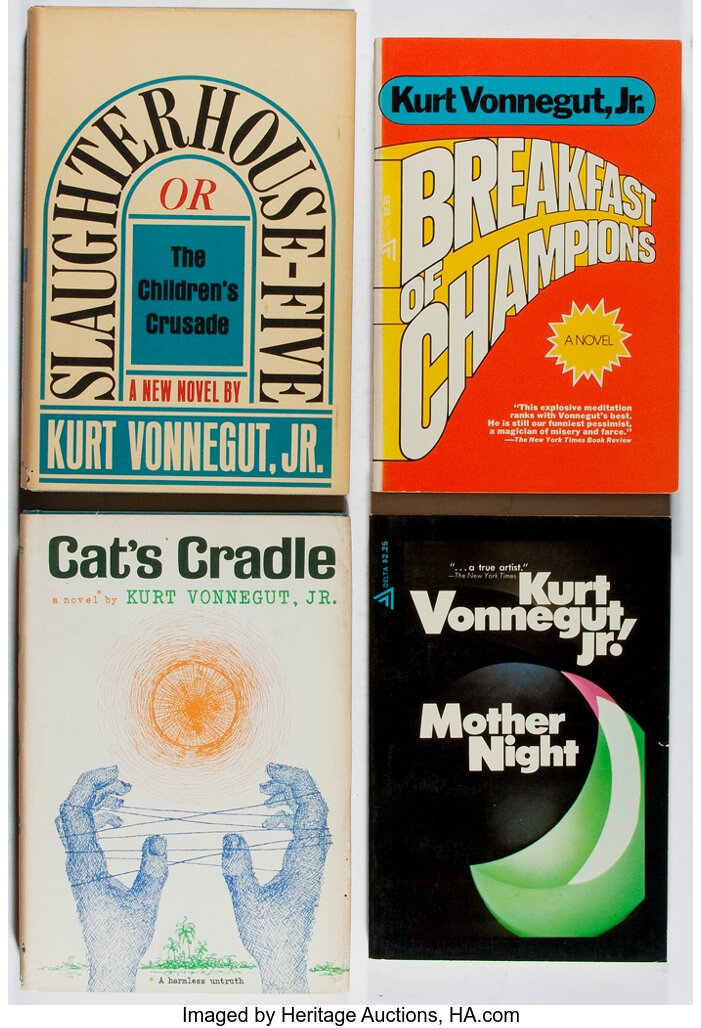 SLAUGHTERHOUSE-FIVE
OR
The
Children's
Crusade
A NEW NOVEL BY
KURT VONNEGUT, JR.
Kurt Vonnegut, Jr.
BREAKFAST
OF
CHAMPIONS
A NOVEL
"This explosive meditation
ranks with Vonnegut's best.
He is still our funniest pessimist,
a magician of misery and farce."
—The New York Times Book Review
Cat's Cradle
a novel* by KURT VONNEGUT, JR.
* A harmless untruth
DELTA $2.25
"...a true artist."
—The New York Times
Kurt
Vonnegut,
Jr!
Mother
Night
Imaged by Heritage Auctions, HA.com